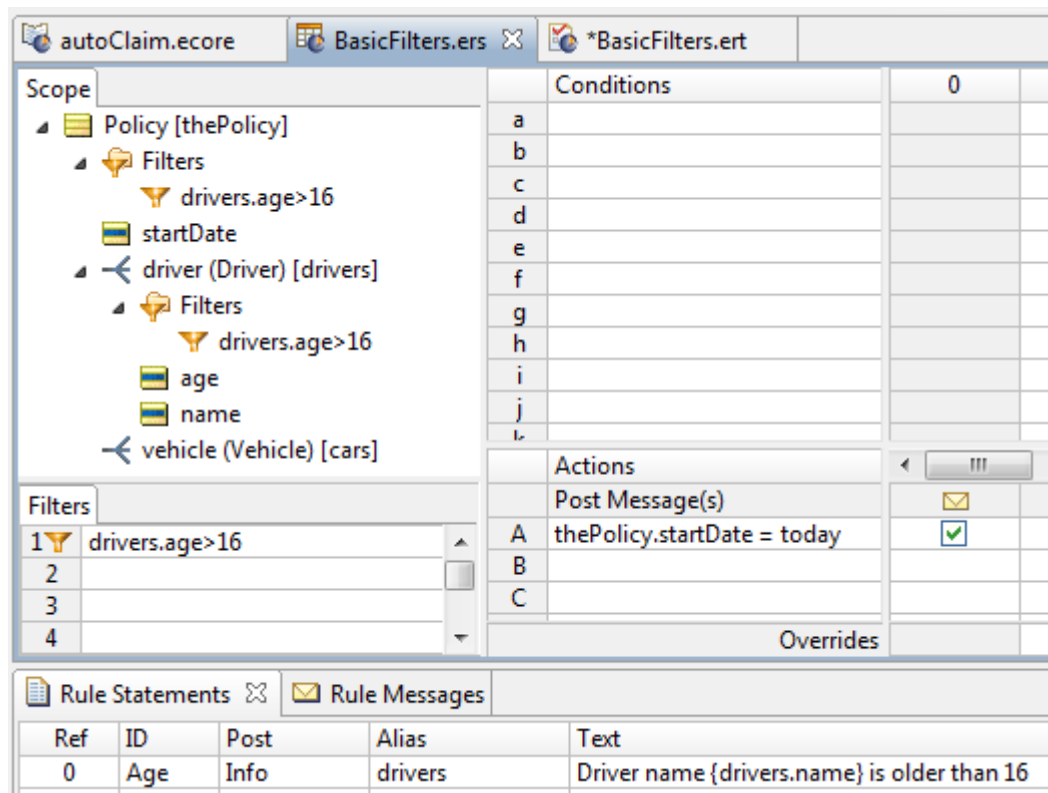 autoClaim.ecore BasicFilters.ers *BasicFilters.ert
Scope
Policy [thePolicy]
Filters
drivers.age>16
startDate
driver (Driver) [drivers]
Filters
drivers.age>16
age
name
vehicle (Vehicle) [cars]
Filters
1 drivers.age>16
2
3
4
Conditions 0
a
b
c
d
e
f
g
h
i
j
Actions
Post Message(s)
A thePolicy.startDate = today
B
C
Overrides
Rule Statements Rule Messages
Ref ID Post Alias Text
0 Age Info drivers Driver name {drivers.name} is older than 16